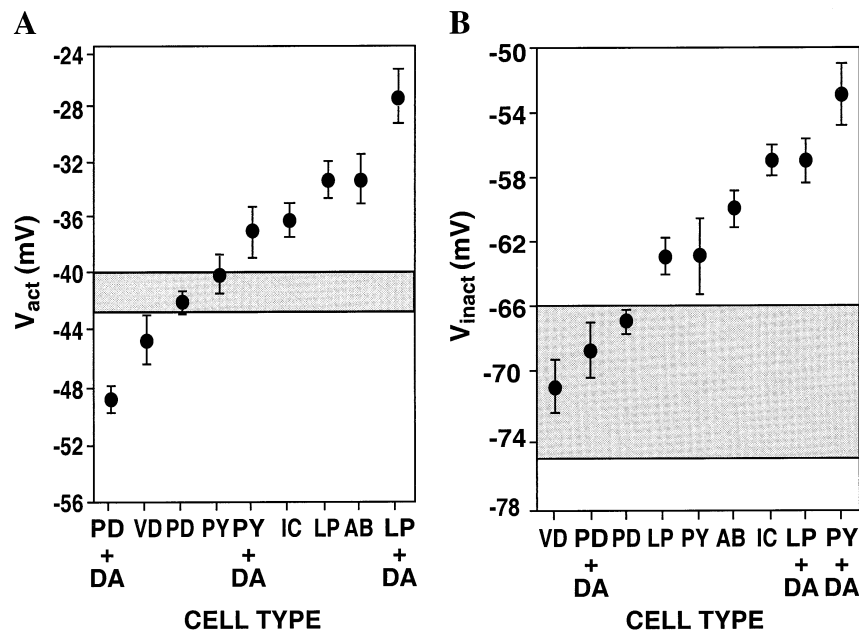 A
-24
-28
-32
-36
-40
-44
-48
-52
-56
Vact (mV)
PD VD PD PY PY IC LP AB LP
+ + +
DA DA DA
CELL TYPE
B
-50
-54
-58
-62
-66
-70
-74
-78
Vinact (mV)
VD PD PD LP PY AB IC LP PY
+ + +
DA DA DA
CELL TYPE